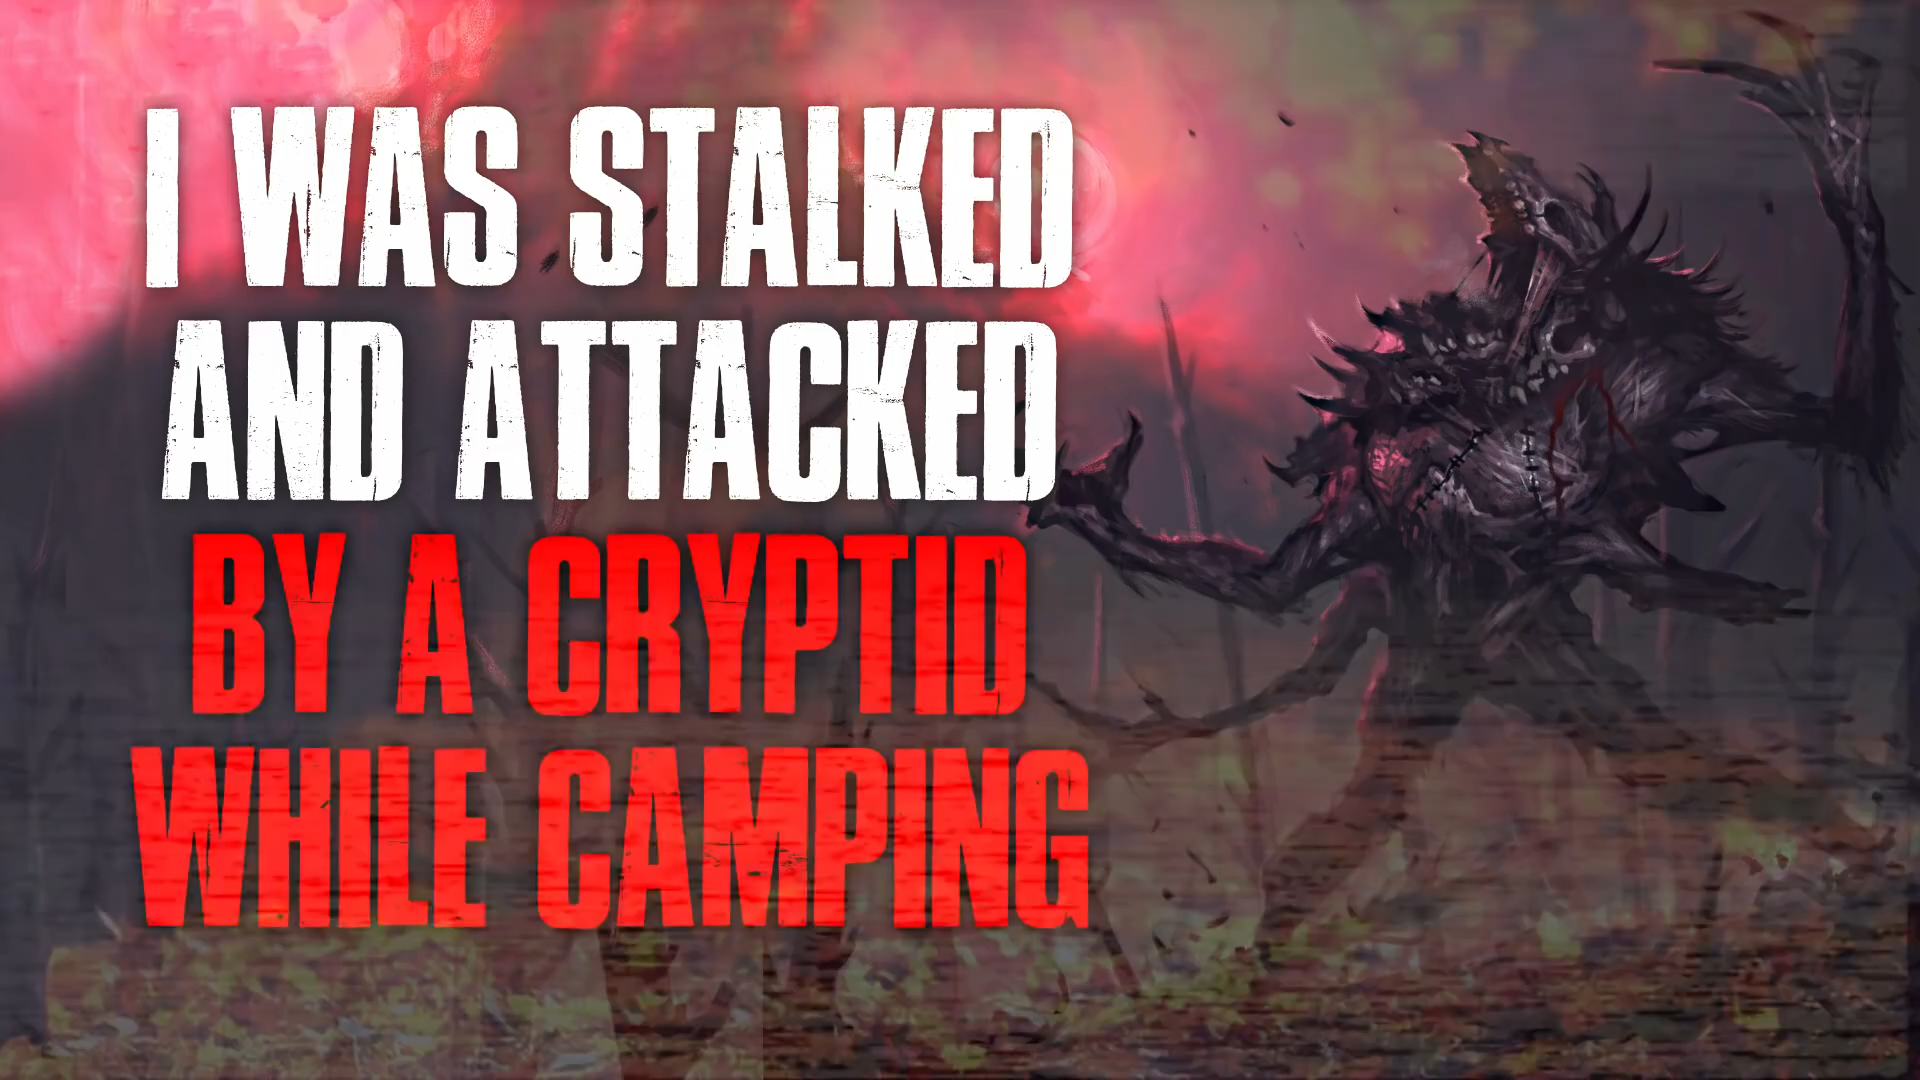 I WAS STALKED
AND ATTACKED
BY A CRYPTID
WHILE CAMPING